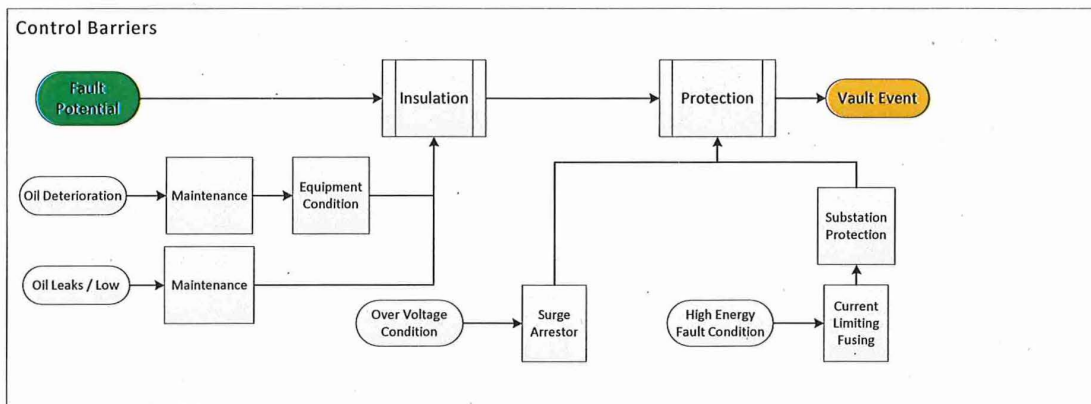 Control Barriers
Fault
Potential
Insulation
Protection
Vault Event
Oil Deterioration
Maintenance
Equipment
Condition
Substation
Protection
Oil Leaks / Low
Maintenance
Over Voltage
Condition
Surge
Arrestor
High Energy
Fault Condition
Current
Limiting
Fusing